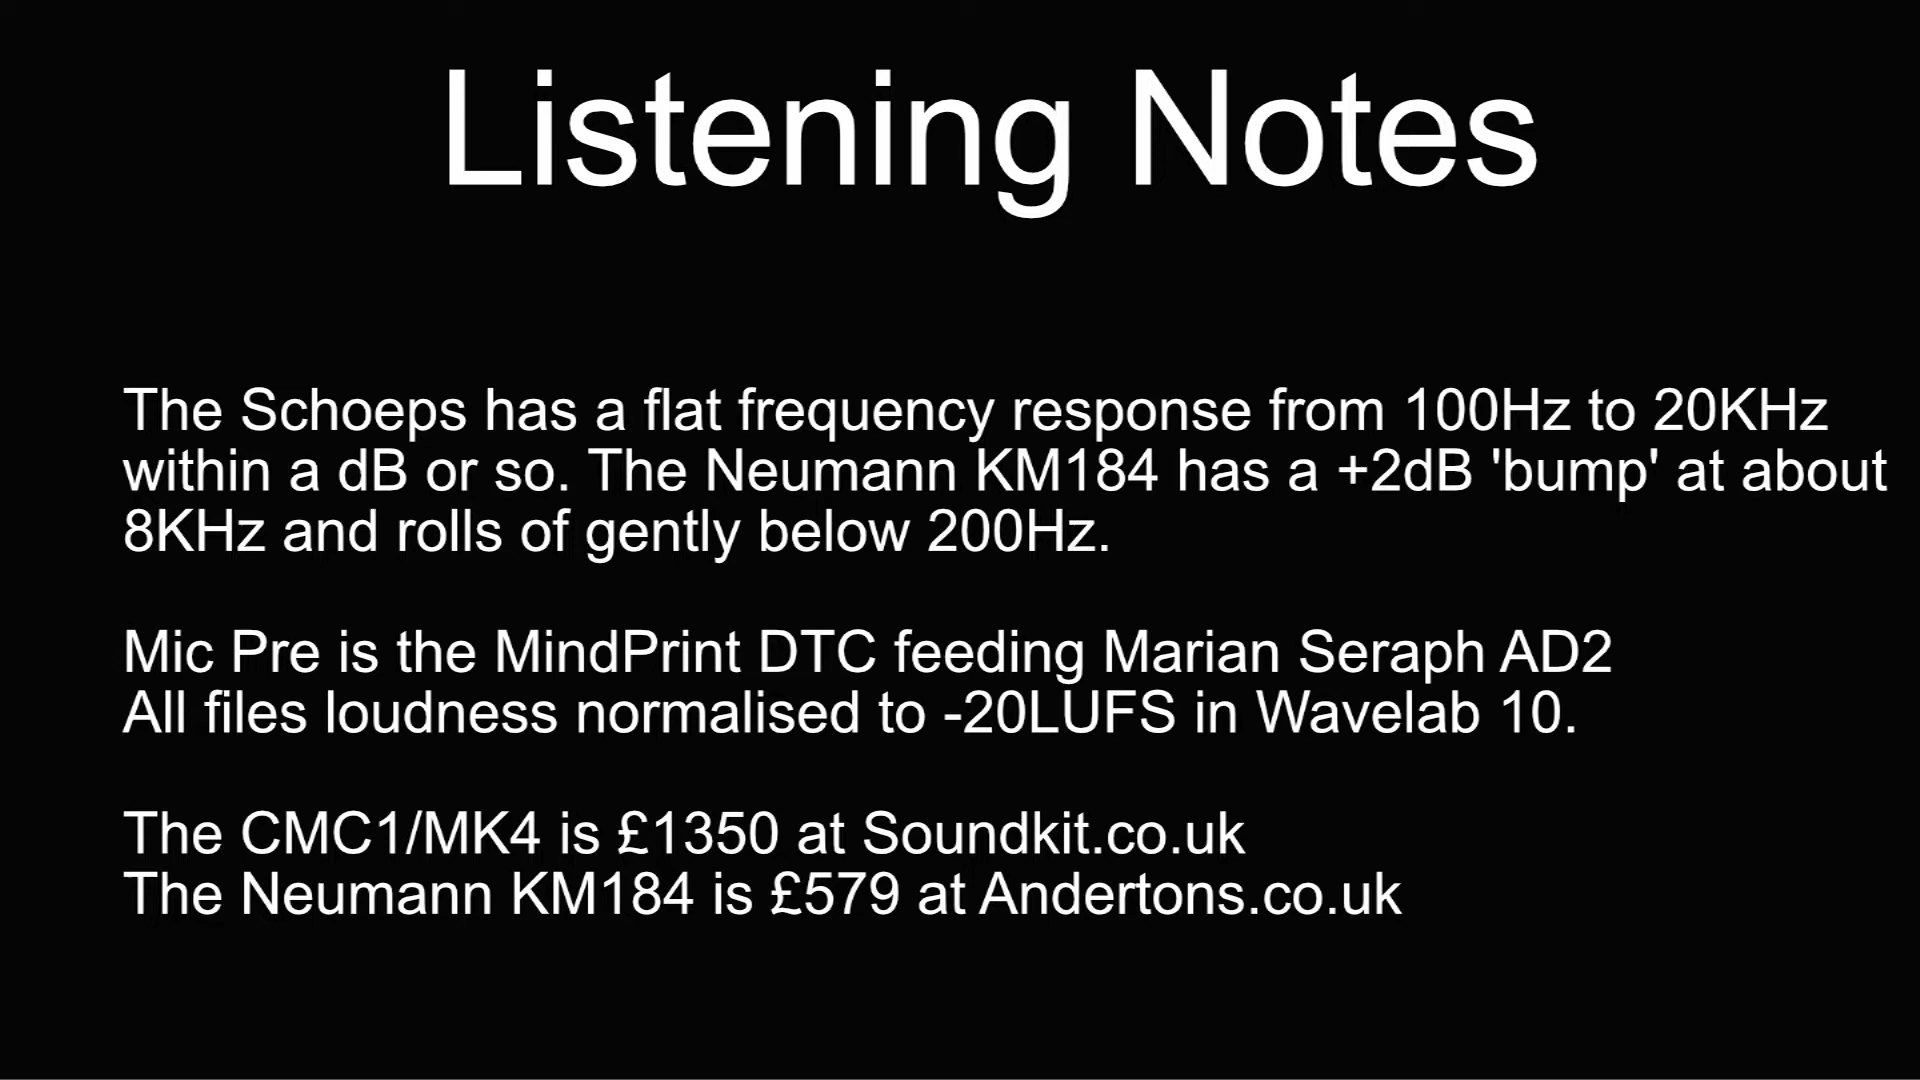 Listening Notes
The Schoeps has a flat frequency response from 100Hz to 20KHz
within a dB or so. The Neumann KM184 has a +2dB 'bump' at about
8KHz and rolls of gently below 200Hz.
Mic Pre is the MindPrint DTC feeding Marian Seraph AD2
All files loudness normalised to -20LUFS in Wavelab 10.
The CMC1/MK4 is £1350 at Soundkit.co.uk
The Neumann KM184 is £579 at Andertons.co.uk